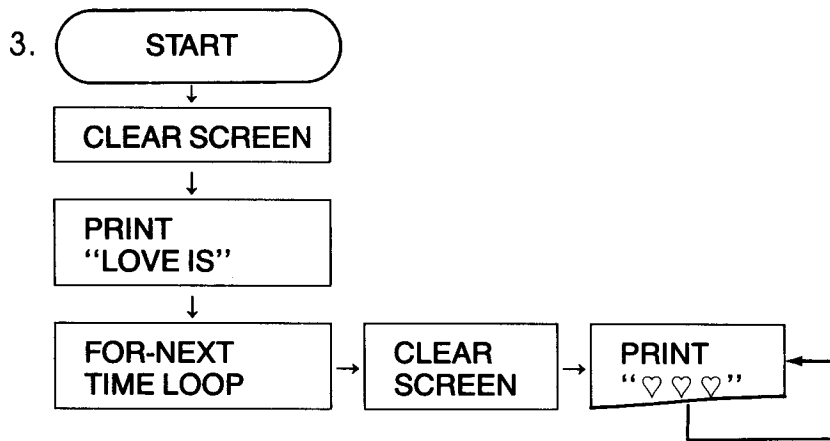 3.
START
CLEAR SCREEN
PRINT
“LOVE IS”
FOR-NEXT
TIME LOOP
CLEAR
SCREEN
PRINT
“♡ ♡ ♡”